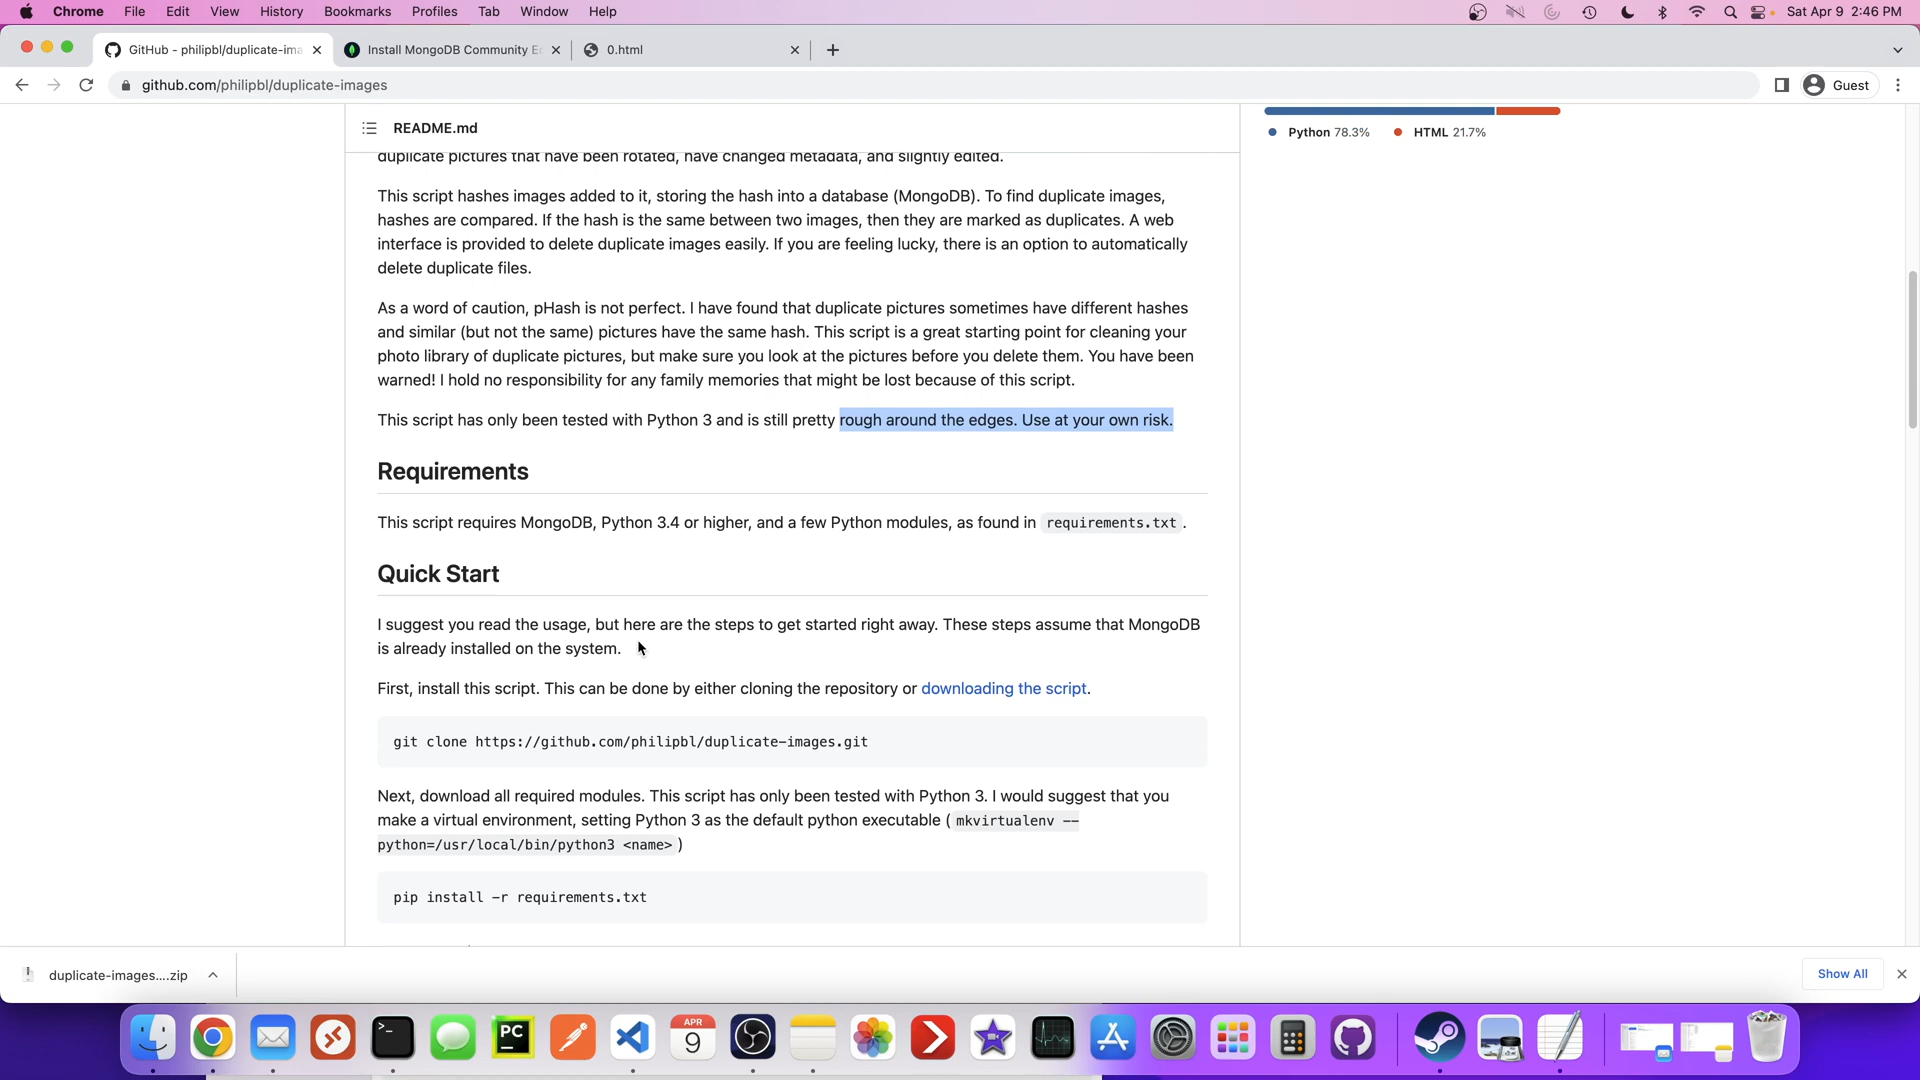 Chrome File Edit View History Bookmarks Profiles Tab Window Help Sat Apr 9 2:46 PM
GitHub - philipbl/duplicate-ima Install MongoDB Community E 0.html
github.com/philipbl/duplicate-images Guest
README.md
Python 78.3% HTML 21.7%
duplicate pictures that have been rotated, have changed metadata, and slightly edited.
This script hashes images added to it, storing the hash into a database (MongoDB). To find duplicate images,
hashes are compared. If the hash is the same between two images, then they are marked as duplicates. A web
interface is provided to delete duplicate images easily. If you are feeling lucky, there is an option to automatically
delete duplicate files.
As a word of caution, pHash is not perfect. I have found that duplicate pictures sometimes have different hashes
and similar (but not the same) pictures have the same hash. This script is a great starting point for cleaning your
photo library of duplicate pictures, but make sure you look at the pictures before you delete them. You have been
warned! I hold no responsibility for any family memories that might be lost because of this script.
This script has only been tested with Python 3 and is still pretty rough around the edges. Use at your own risk.
Requirements
This script requires MongoDB, Python 3.4 or higher, and a few Python modules, as found in requirements.txt.
Quick Start
I suggest you read the usage, but here are the steps to get started right away. These steps assume that MongoDB
is already installed on the system.
First, install this script. This can be done by either cloning the repository or downloading the script.
git clone https://github.com/philipbl/duplicate-images.git
Next, download all required modules. This script has only been tested with Python 3. I would suggest that you
make a virtual environment, setting Python 3 as the default python executable ( mkvirtualenv --
python=/usr/local/bin/python3 <name> )
pip install -r requirements.txt
duplicate-images....zip Show All
PC
APR
9